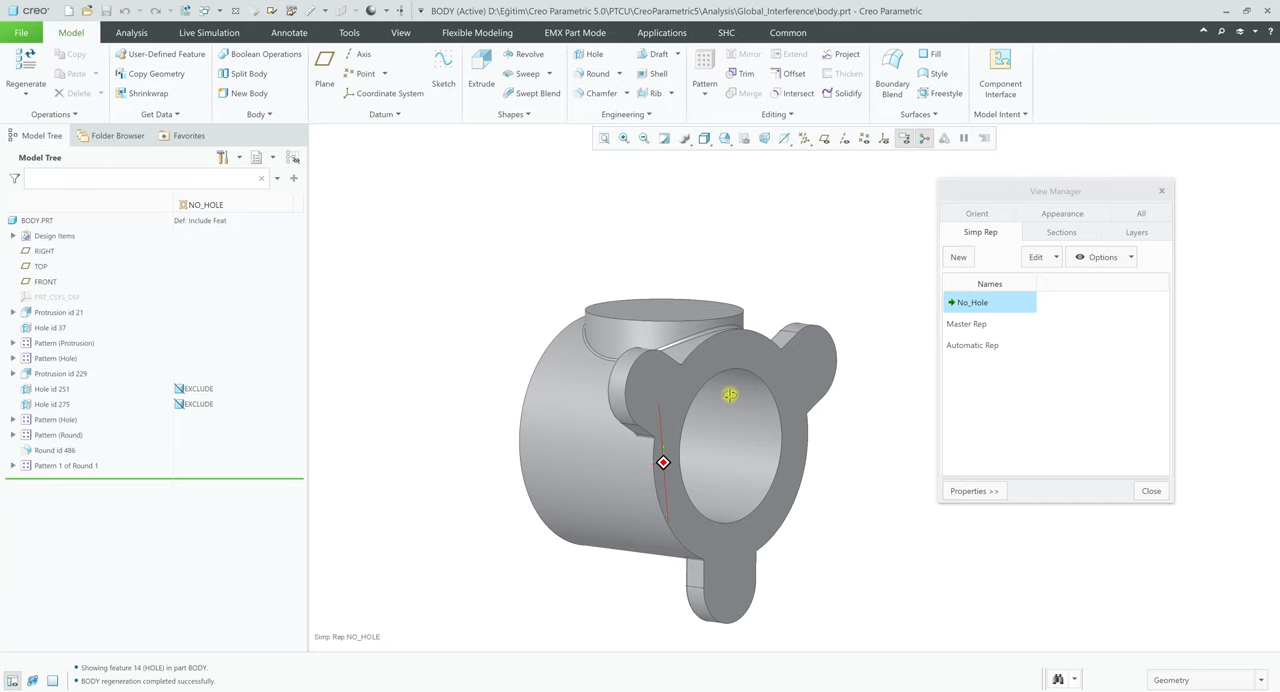 creo
BODY (Active) D:\Eğitim\Creo Parametric 5.0\PTCU\CreoParametric5\Analysis\Global_Interference\body.prt - Creo Parametric
File Model Analysis Live Simulation Annotate Tools View Flexible Modeling EMX Part Mode Applications SHC Common
Regenerate
Copy
Paste
Delete
Operations
User-Defined Feature
Copy Geometry
Shrinkwrap
Get Data
Boolean Operations
Split Body
New Body
Body
Plane
Axis
Point
Coordinate System
Sketch
Datum
Extrude
Revolve
Sweep
Swept Blend
Shapes
Hole
Round
Chamfer
Draft
Shell
Rib
Engineering
Pattern
Mirror
Trim
Merge
Extend
Offset
Intersect
Project
Thicken
Solidify
Editing
Boundary
Blend
Fill
Style
Freestyle
Surfaces
Component
Interface
Model Intent
Model Tree Folder Browser Favorites
Model Tree
NO_HOLE
BODY.PRT Def: Include Feat
Design Items
RIGHT
TOP
FRONT
PRT_CSYS_DEF
Protrusion id 21
Hole id 37
Pattern (Protrusion)
Pattern (Hole)
Protrusion id 229
Hole id 251 EXCLUDE
Hole id 275 EXCLUDE
Pattern (Hole)
Pattern (Round)
Round id 486
Pattern 1 of Round 1
View Manager
Orient Appearance All
Simp Rep Sections Layers
New Edit Options
Names
No_Hole
Master Rep
Automatic Rep
Properties >> Close
Simp Rep:NO_HOLE
• Showing feature 14 (HOLE) in part BODY.
• BODY regeneration completed successfully.
Geometry